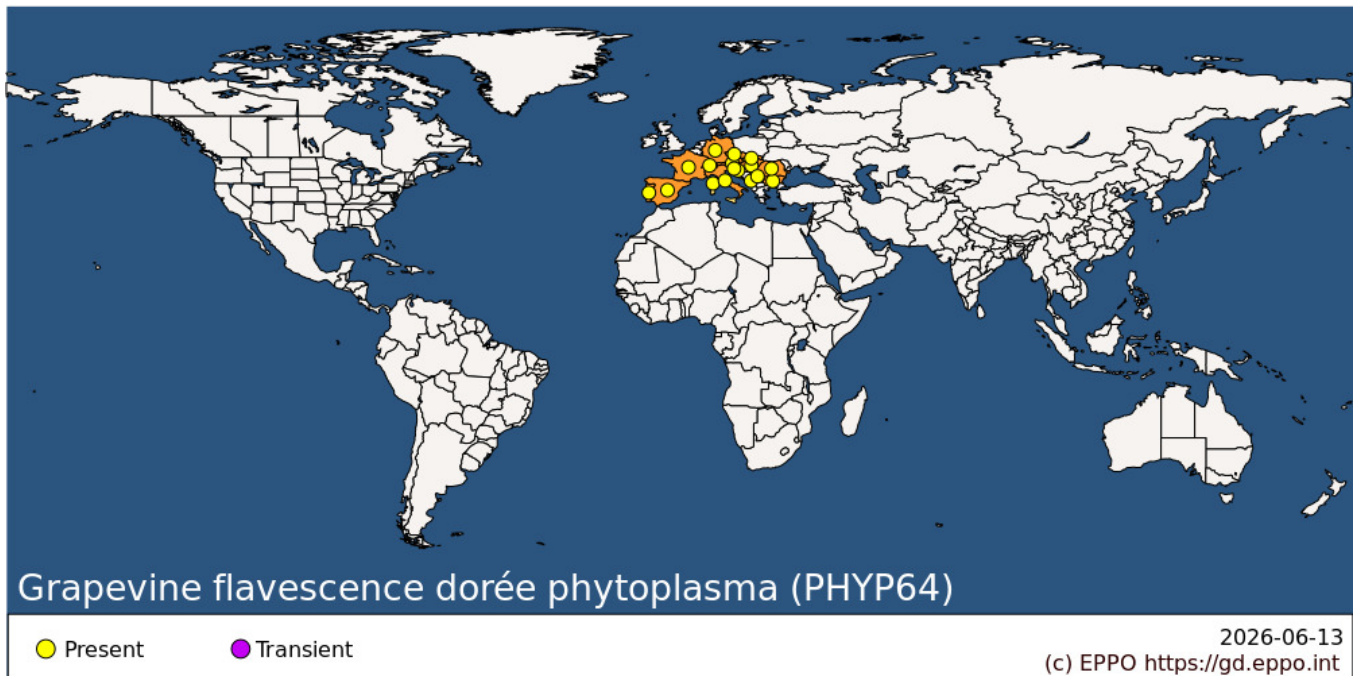 Grapevine flavescence dorée phytoplasma (PHYP64)
Present
Transient
2026-06-13
(c) EPPO https://gd.eppo.int